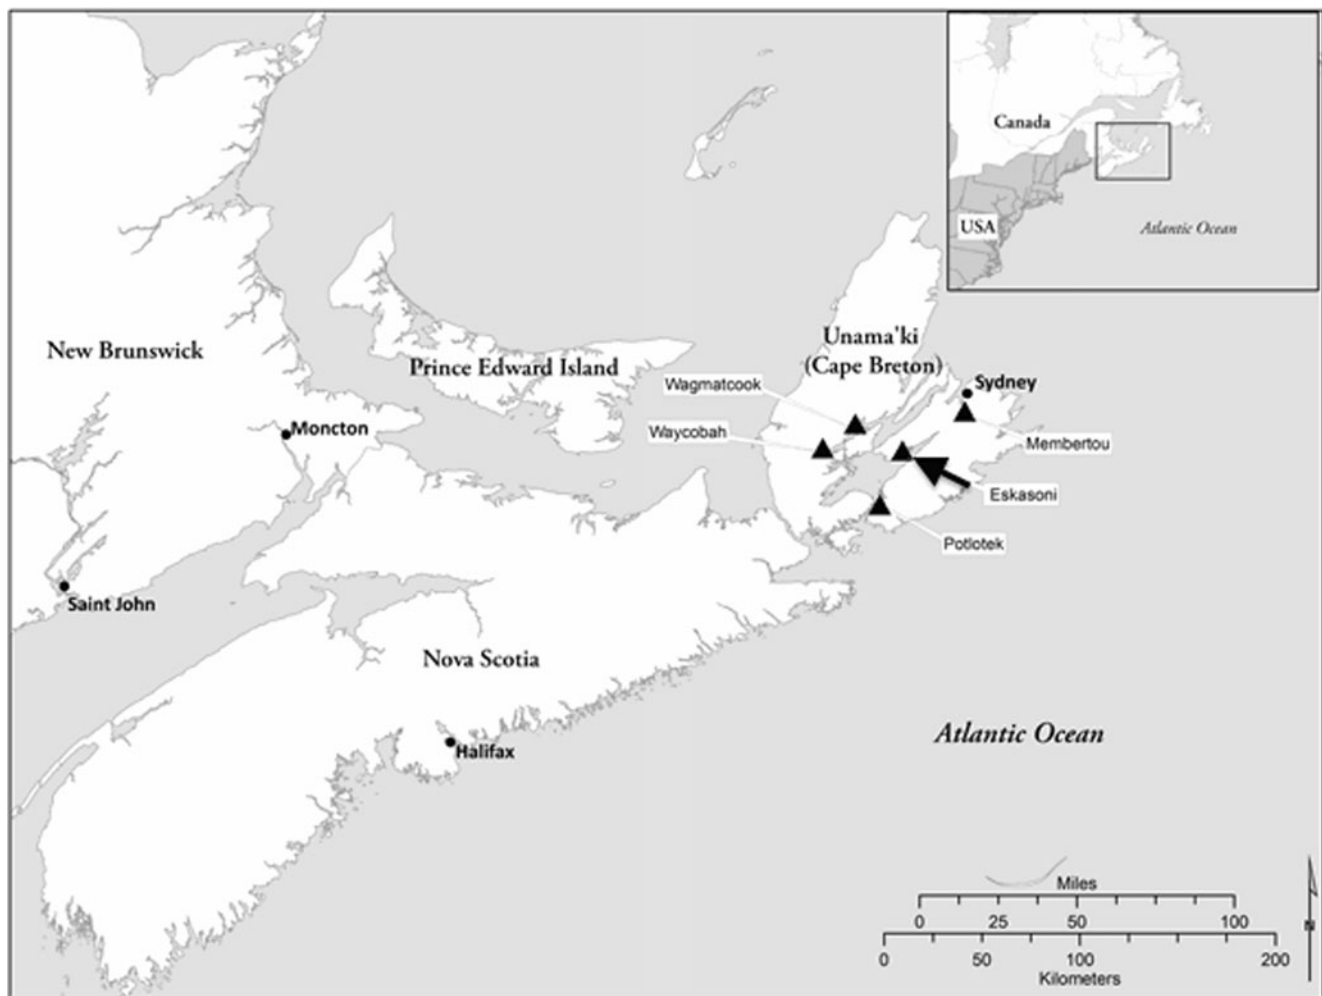 Canada
USA
Atlantic Ocean
New Brunswick
Prince Edward Island
Unama'ki
(Cape Breton)
Sydney
Wagmatcook
Waycobah
Moncton
Membertou
Eskasoni
Potlotek
Saint John
Nova Scotia
Halifax
Atlantic Ocean
Miles
0 25 50 100
0 50 100 200
Kilometers
N